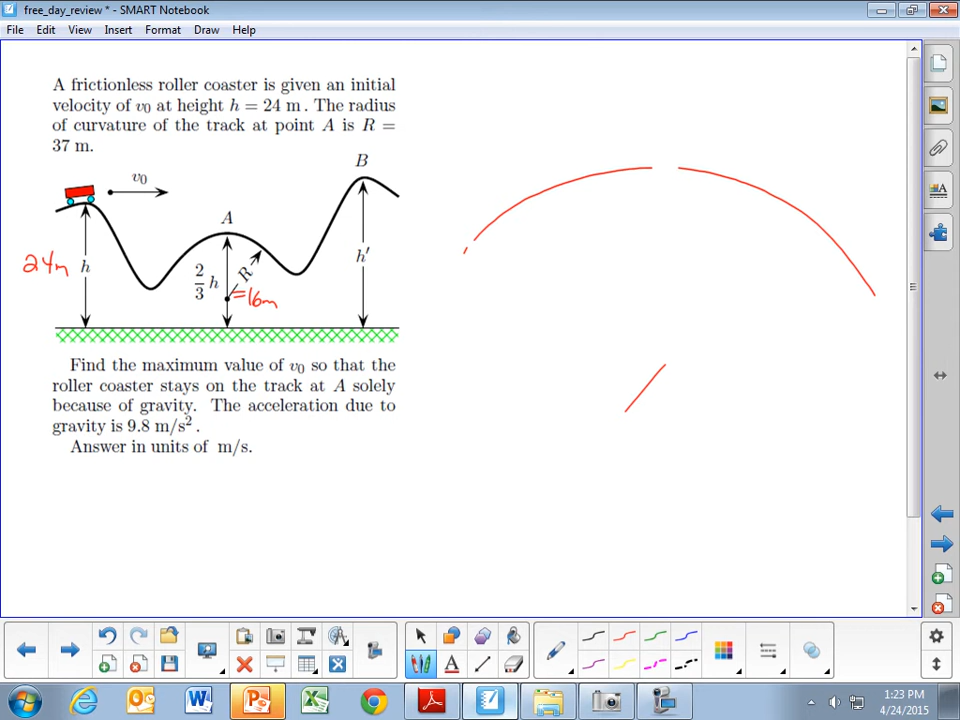 free_day_review * - SMART Notebook
File Edit View Insert Format Draw Help
A frictionless roller coaster is given an initial
velocity of v0 at height h = 24 m . The radius
of curvature of the track at point A is R =
37 m.
B
v0
A
24m
h
2/3 h
R
=16m
h′
Find the maximum value of v0 so that the
roller coaster stays on the track at A solely
because of gravity. The acceleration due to
gravity is 9.8 m/s² .
Answer in units of m/s.
1:23 PM
4/24/2015